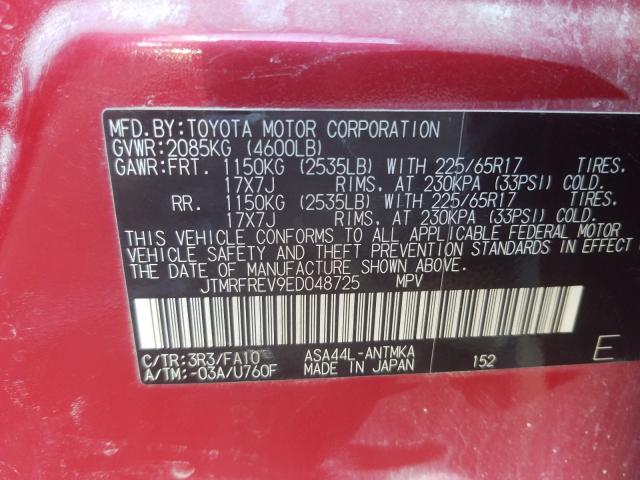 MFD.BY:TOYOTA MOTOR CORPORATION
GVWR:2085KG (4600LB)
GAWR:FRT. 1150KG (2535LB) WITH 225/65R17 TIRES.
17X7J RIMS, AT 230KPA (33PSI) COLD.
RR. 1150KG (2535LB) WITH 225/65R17 TIRES.
17X7J RIMS, AT 230KPA (33PSI) COLD.
THIS VEHICLE CONFORMS TO ALL APPLICABLE FEDERAL MOTOR
VEHICLE SAFETY AND THEFT PREVENTION STANDARDS IN EFFECT
THE DATE OF MANUFACTURE SHOWN ABOVE.
JTMRFREV9ED048725 MPV
C/TR:3R3/FA10 ASA44L-ANTMKA
A/TM:-03A/U760F MADE IN JAPAN 152 E